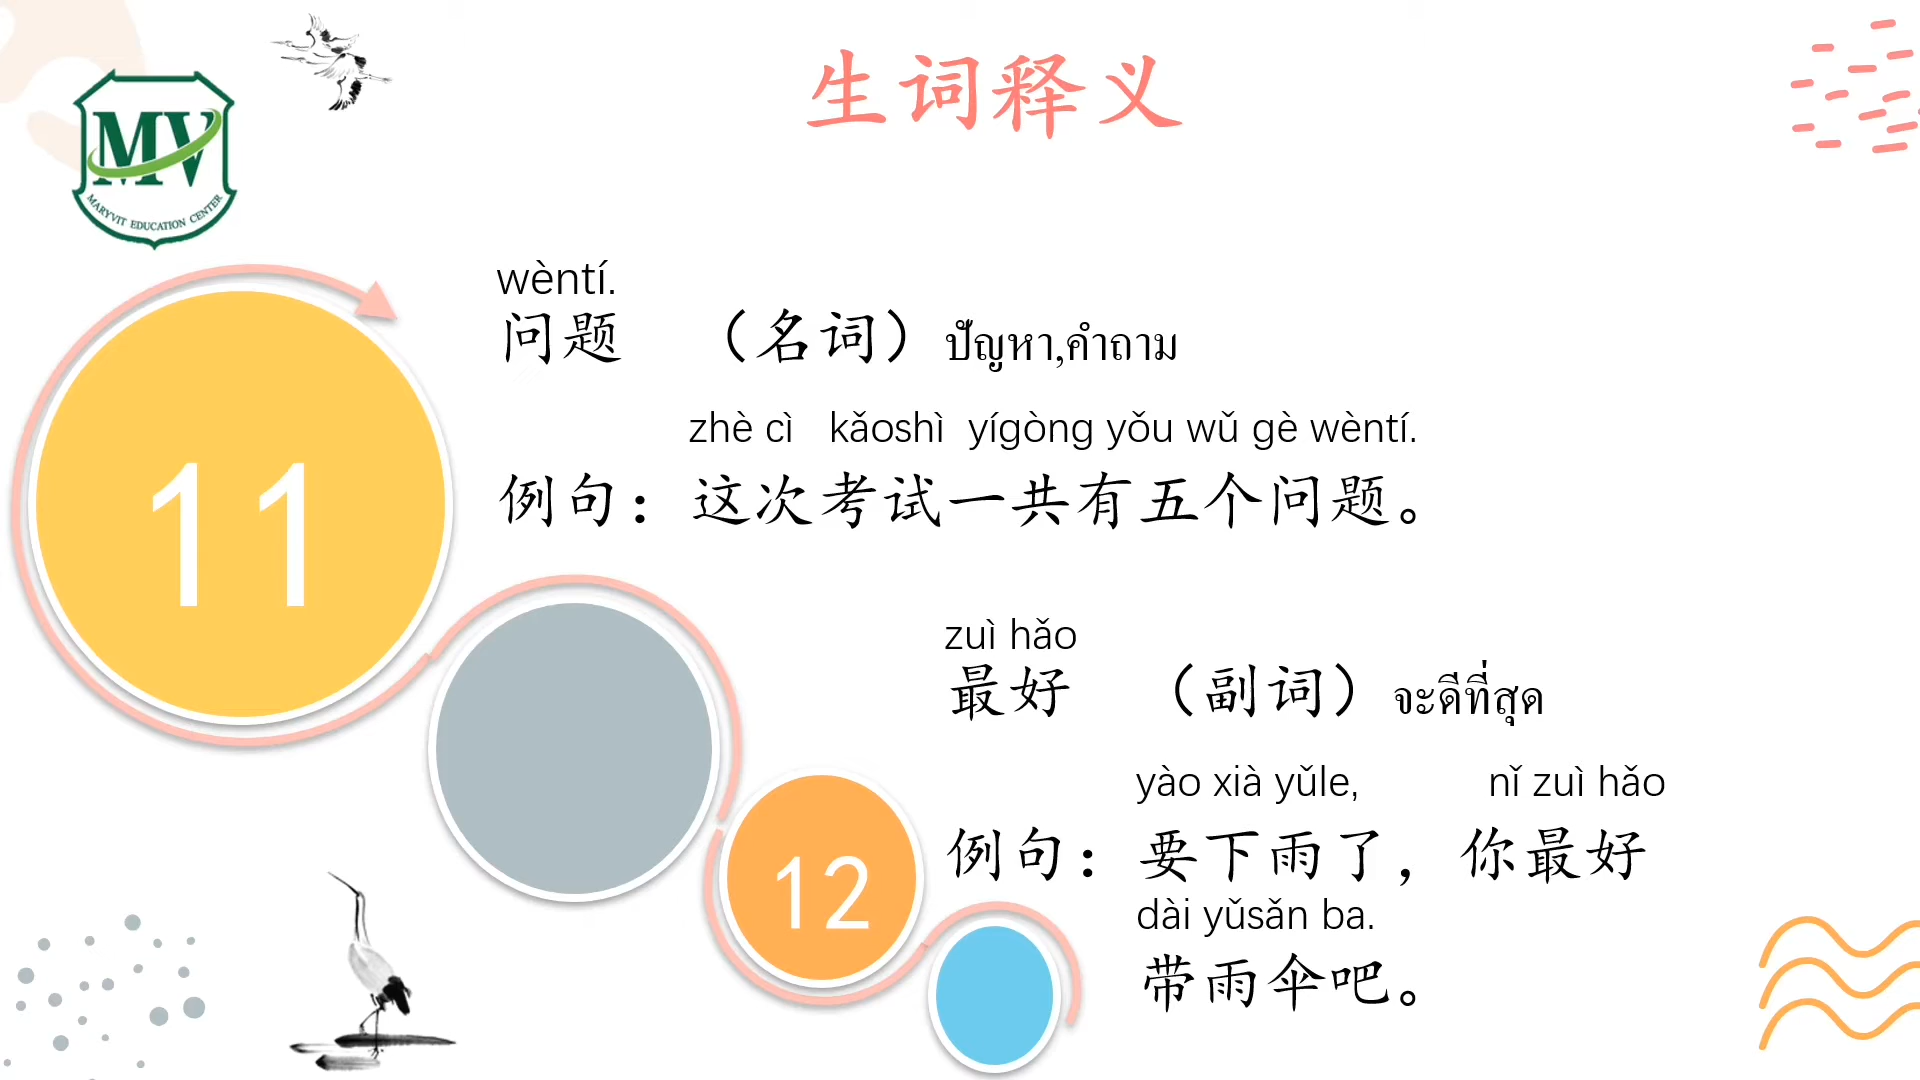 生词释义
MV
MARYVIT EDUCATION CENTER
wèntí.
问题 （名词）ปัญหา,คำถาม
zhè cì kǎoshì yígòng yǒu wǔ gè wèntí.
例句：这次考试一共有五个问题。
11
zuì hǎo
最好 （副词）จะดีที่สุด
yào xià yǔle, nǐ zuì hǎo
例句：要下雨了，你最好
dài yǔsǎn ba.
带雨伞吧。
12